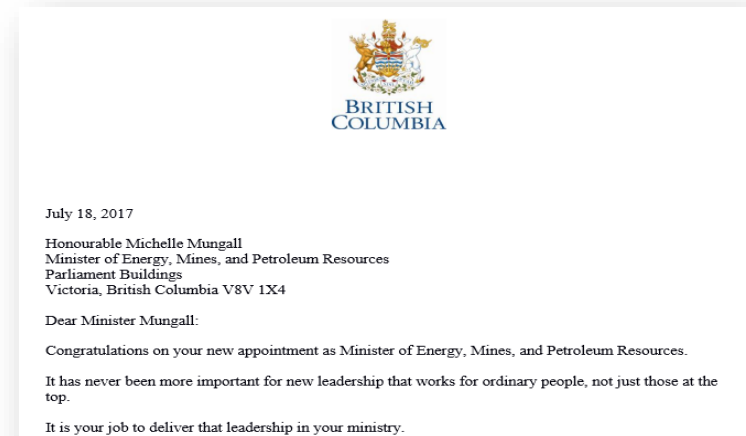 BRITISH
COLUMBIA
July 18, 2017
Honourable Michelle Mungall
Minister of Energy, Mines, and Petroleum Resources
Parliament Buildings
Victoria, British Columbia V8V 1X4
Dear Minister Mungall:
Congratulations on your new appointment as Minister of Energy, Mines, and Petroleum Resources.
It has never been more important for new leadership that works for ordinary people, not just those at the
top.
It is your job to deliver that leadership in your ministry.